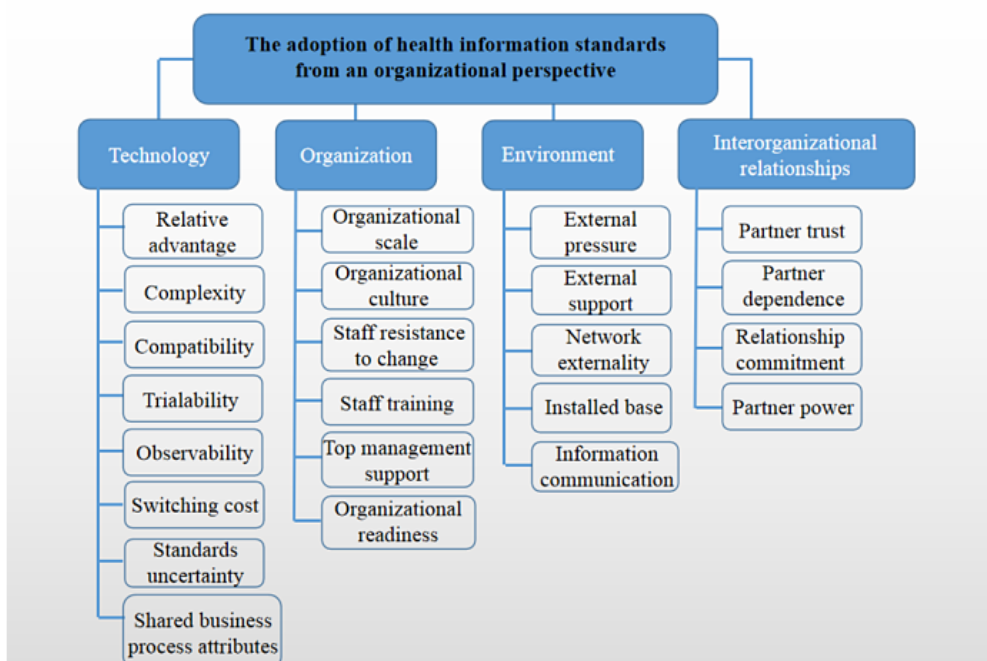 The adoption of health information standards
from an organizational perspective
Technology
Relative
advantage
Complexity
Compatibility
Trialability
Observability
Switching cost
Standards
uncertainty
Shared business
process attributes
Organization
Organizational
scale
Organizational
culture
Staff resistance
to change
Staff training
Top management
support
Organizational
readiness
Environment
External
pressure
External
support
Network
externality
Installed base
Information
communication
Interorganizational
relationships
Partner trust
Partner
dependence
Relationship
commitment
Partner power